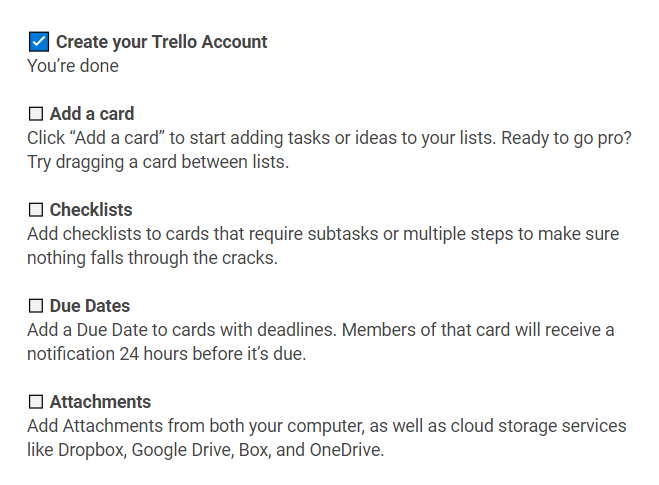 Create your Trello Account
You’re done
Add a card
Click “Add a card” to start adding tasks or ideas to your lists. Ready to go pro?
Try dragging a card between lists.
Checklists
Add checklists to cards that require subtasks or multiple steps to make sure
nothing falls through the cracks.
Due Dates
Add a Due Date to cards with deadlines. Members of that card will receive a
notification 24 hours before it’s due.
Attachments
Add Attachments from both your computer, as well as cloud storage services
like Dropbox, Google Drive, Box, and OneDrive.